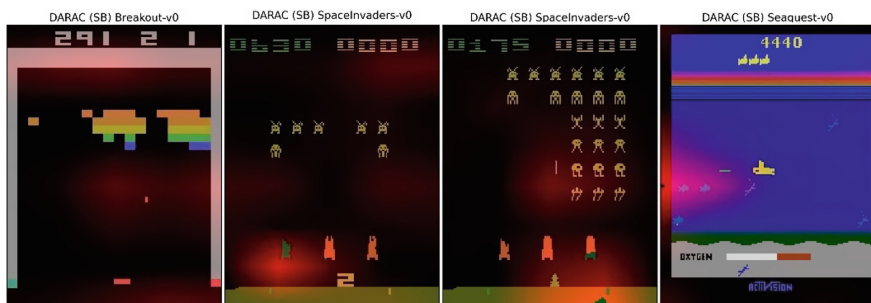 DARAC (SB) Breakout-v0
291 2 1
DARAC (SB) SpaceInvaders-v0
0630 0000
2
DARAC (SB) SpaceInvaders-v0
0175 0000
DARAC (SB) Seaquest-v0
4440
OXYGEN
ACTIVISION